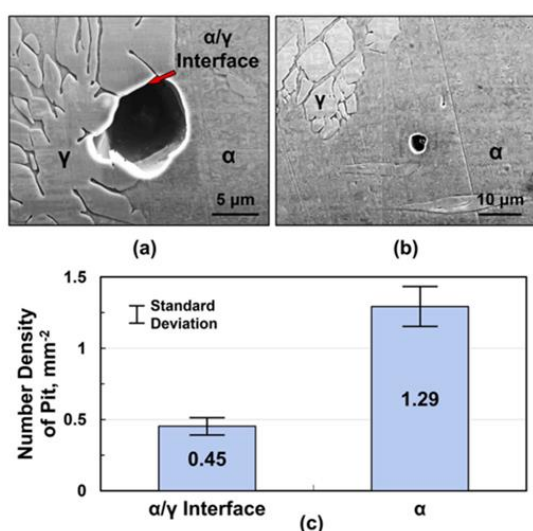 α/γ
Interface
γ
α
5 μm
(a)
γ
α
10 μm
(b)
Number Density
of Pit, mm⁻²
1.5
1
0.5
0
Standard
Deviation
0.45
1.29
α/γ Interface
α
(c)